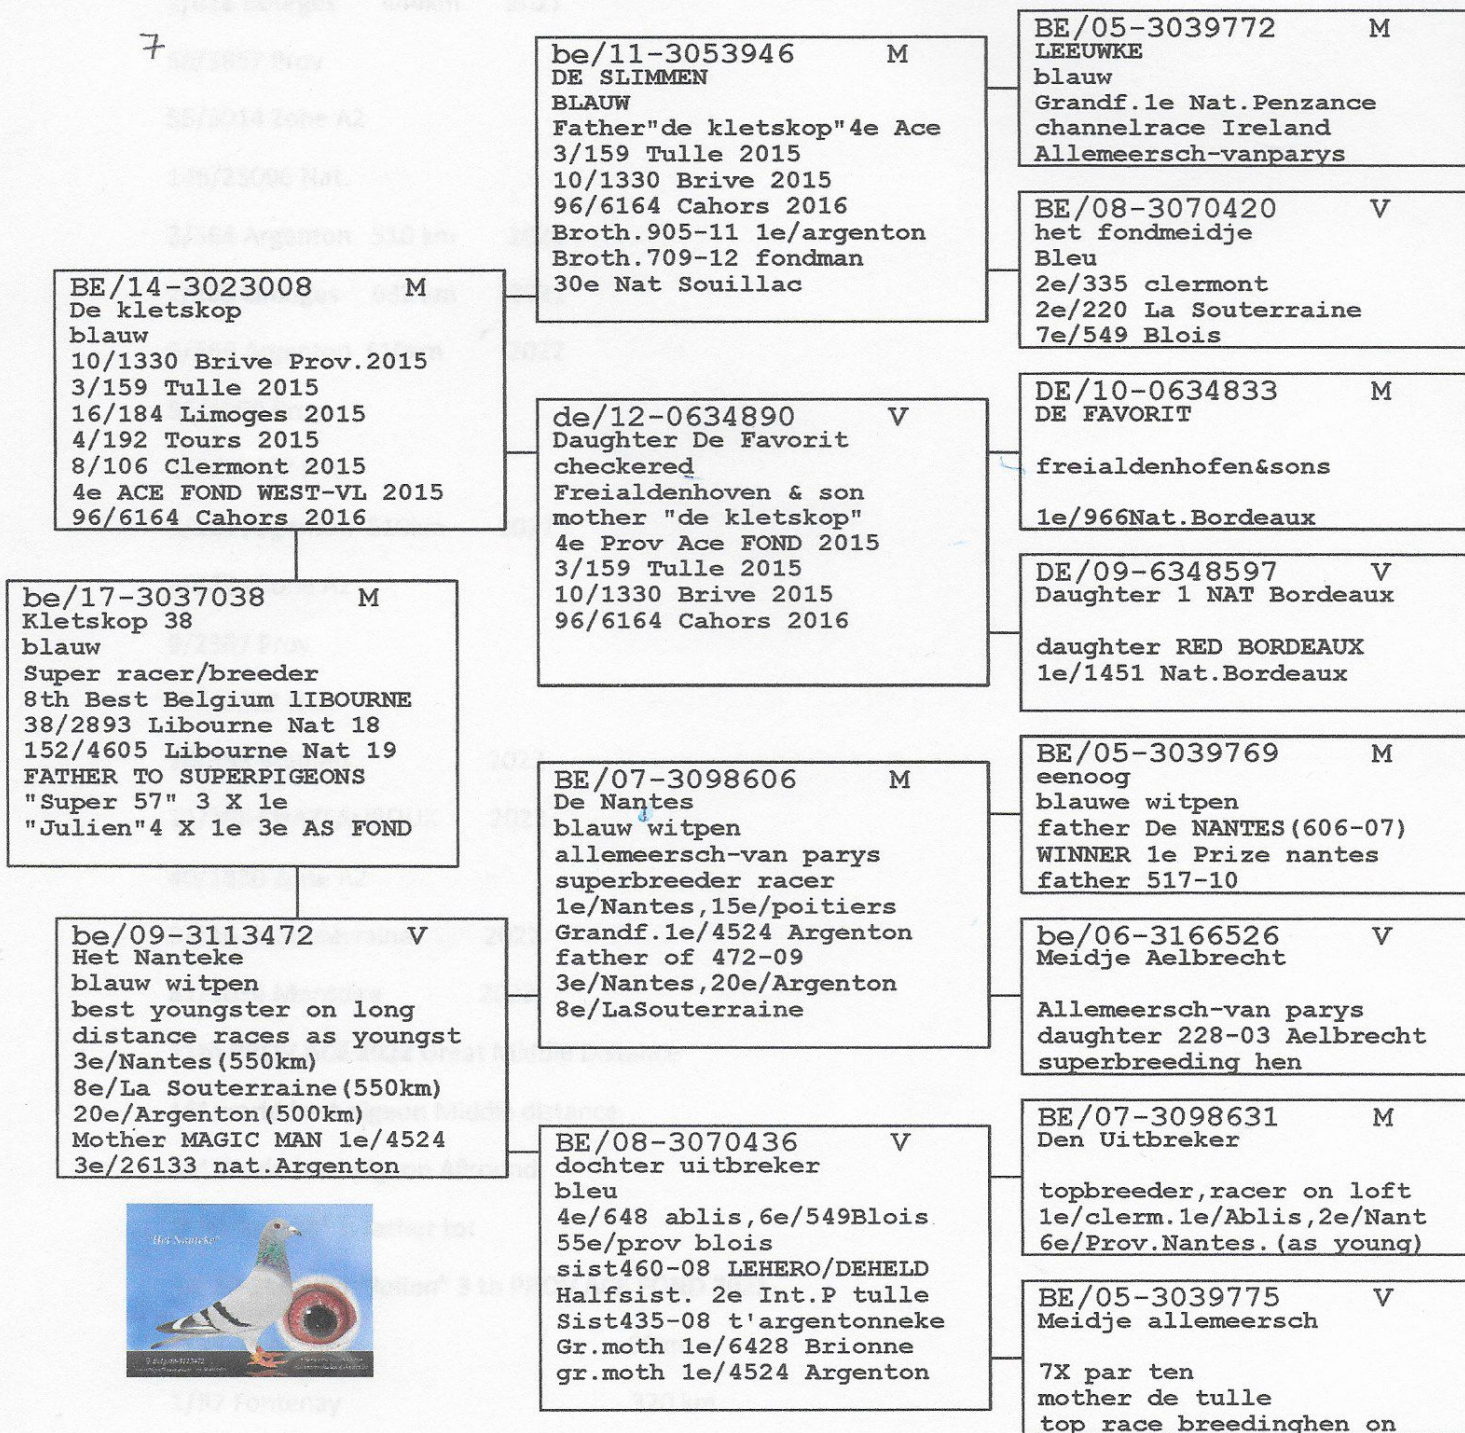 7
be/17-3037038 M
Kletskop 38
blauw
Super racer/breeder
8th Best Belgium lIBOURNE
38/2893 Libourne Nat 18
152/4605 Libourne Nat 19
FATHER TO SUPERPIGEONS
"Super 57" 3 X 1e
"Julien"4 X 1e 3e AS FOND
BE/14-3023008 M
De kletskop
blauw
10/1330 Brive Prov.2015
3/159 Tulle 2015
16/184 Limoges 2015
4/192 Tours 2015
8/106 Clermont 2015
4e ACE FOND WEST-VL 2015
96/6164 Cahors 2016
be/09-3113472 V
Het Nanteke
blauw witpen
best youngster on long
distance races as youngst
3e/Nantes(550km)
8e/La Souterraine(550km)
20e/Argenton(500km)
Mother MAGIC MAN 1e/4524
3e/26133 nat.Argenton
"Het Nanteke"
be/11-3053946 M
DE SLIMMEN
BLAUW
Father"de kletskop"4e Ace
3/159 Tulle 2015
10/1330 Brive 2015
96/6164 Cahors 2016
Broth.905-11 1e/argenton
Broth.709-12 fondman
30e Nat Souillac
de/12-0634890 V
Daughter De Favorit
checkered
Freialdenhoven & son
mother "de kletskop"
4e Prov Ace FOND 2015
3/159 Tulle 2015
10/1330 Brive 2015
96/6164 Cahors 2016
BE/07-3098606 M
De Nantes
blauw witpen
allemeersch-van parys
superbreeder racer
1e/Nantes,15e/poitiers
Grandf.1e/4524 Argenton
father of 472-09
3e/Nantes,20e/Argenton
8e/LaSouterraine
BE/08-3070436 V
dochter uitbreker
bleu
4e/648 ablis,6e/549Blois
55e/prov blois
sist460-08 LEHERO/DEHELD
Halfsist. 2e Int.P tulle
Sist435-08 t'argentonneke
Gr.moth 1e/6428 Brionne
gr.moth 1e/4524 Argenton
BE/05-3039772 M
LEEUWKE
blauw
Grandf.1e Nat.Penzance
channelrace Ireland
Allemeersch-vanparys
BE/08-3070420 V
het fondmeidje
Bleu
2e/335 clermont
2e/220 La Souterraine
7e/549 Blois
DE/10-0634833 M
DE FAVORIT
freialdenhofen&sons
1e/966Nat.Bordeaux
DE/09-6348597 V
Daughter 1 NAT Bordeaux
daughter RED BORDEAUX
1e/1451 Nat.Bordeaux
BE/05-3039769 M
eenoog
blauwe witpen
father De NANTES(606-07)
WINNER 1e Prize nantes
father 517-10
be/06-3166526 V
Meidje Aelbrecht
Allemeersch-van parys
daughter 228-03 Aelbrecht
superbreeding hen
BE/07-3098631 M
Den Uitbreker
topbreeder,racer on loft
1e/clerm.1e/Ablis,2e/Nant
6e/Prov.Nantes.(as young)
BE/05-3039775 V
Meidje allemeersch
7X par ten
mother de tulle
top race breedinghen on